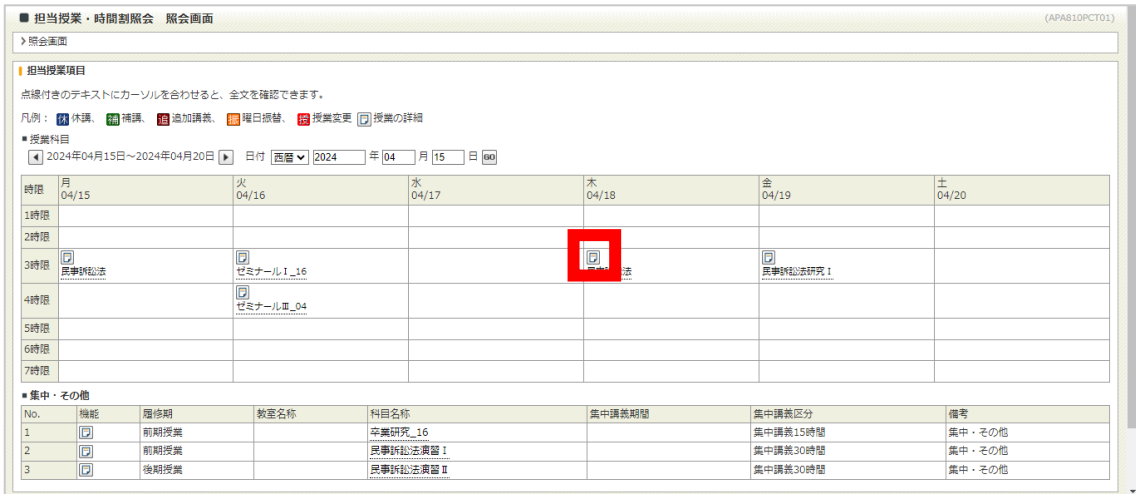 ■ 担当授業・時間割照会　照会画面 (APA810PCT01)
>照会画面
担当授業項目
点線付きのテキストにカーソルを合わせると、全文を確認できます。
凡例： 休 休講、 補 補講、 追 追加講義、 振 曜日振替、 授 授業変更 授業の詳細
■授業科目
2024年04月15日～2024年04月20日 日付 西暦 2024 年 04 月 15 日 GO
時限 月 火 水 木 金 土
04/15 04/16 04/17 04/18 04/19 04/20
1時限
2時限
3時限 民事訴訟法 ゼミナールⅠ_16 法 民事訴訟法研究Ⅰ
4時限 ゼミナールⅢ_04
5時限
6時限
7時限
■集中・その他
No. 機能 履修期 教室名称 科目名称 集中講義期間 集中講義区分 備考
1 前期授業 卒業研究_16 集中講義15時間 集中・その他
2 前期授業 民事訴訟法演習Ⅰ 集中講義30時間 集中・その他
3 後期授業 民事訴訟法演習Ⅱ 集中講義30時間 集中・その他